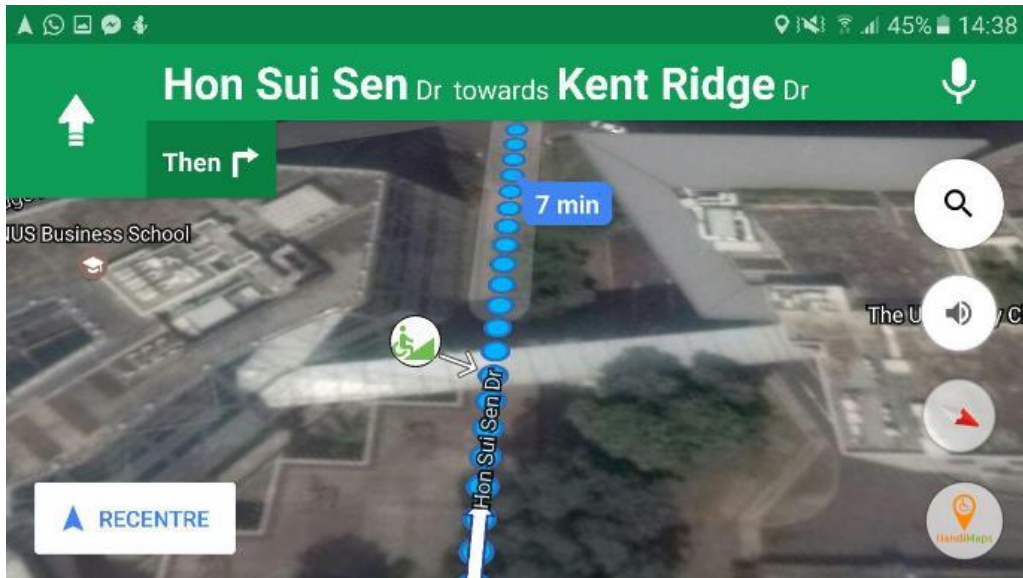 45% 14:38
Hon Sui Sen Dr towards Kent Ridge Dr
Then
7 min
NUS Business School
The U
y C
Hon Sui Sen Dr
RECENTRE
HandiMaps